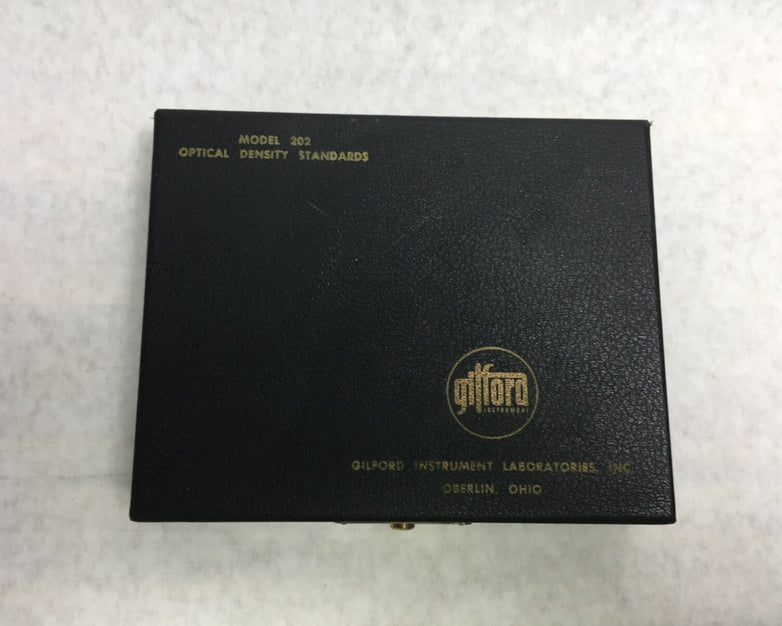 MODEL 202
OPTICAL DENSITY STANDARDS
gilford
INSTRUMENT
GILFORD INSTRUMENT LABORATORIES, INC.
OBERLIN, OHIO